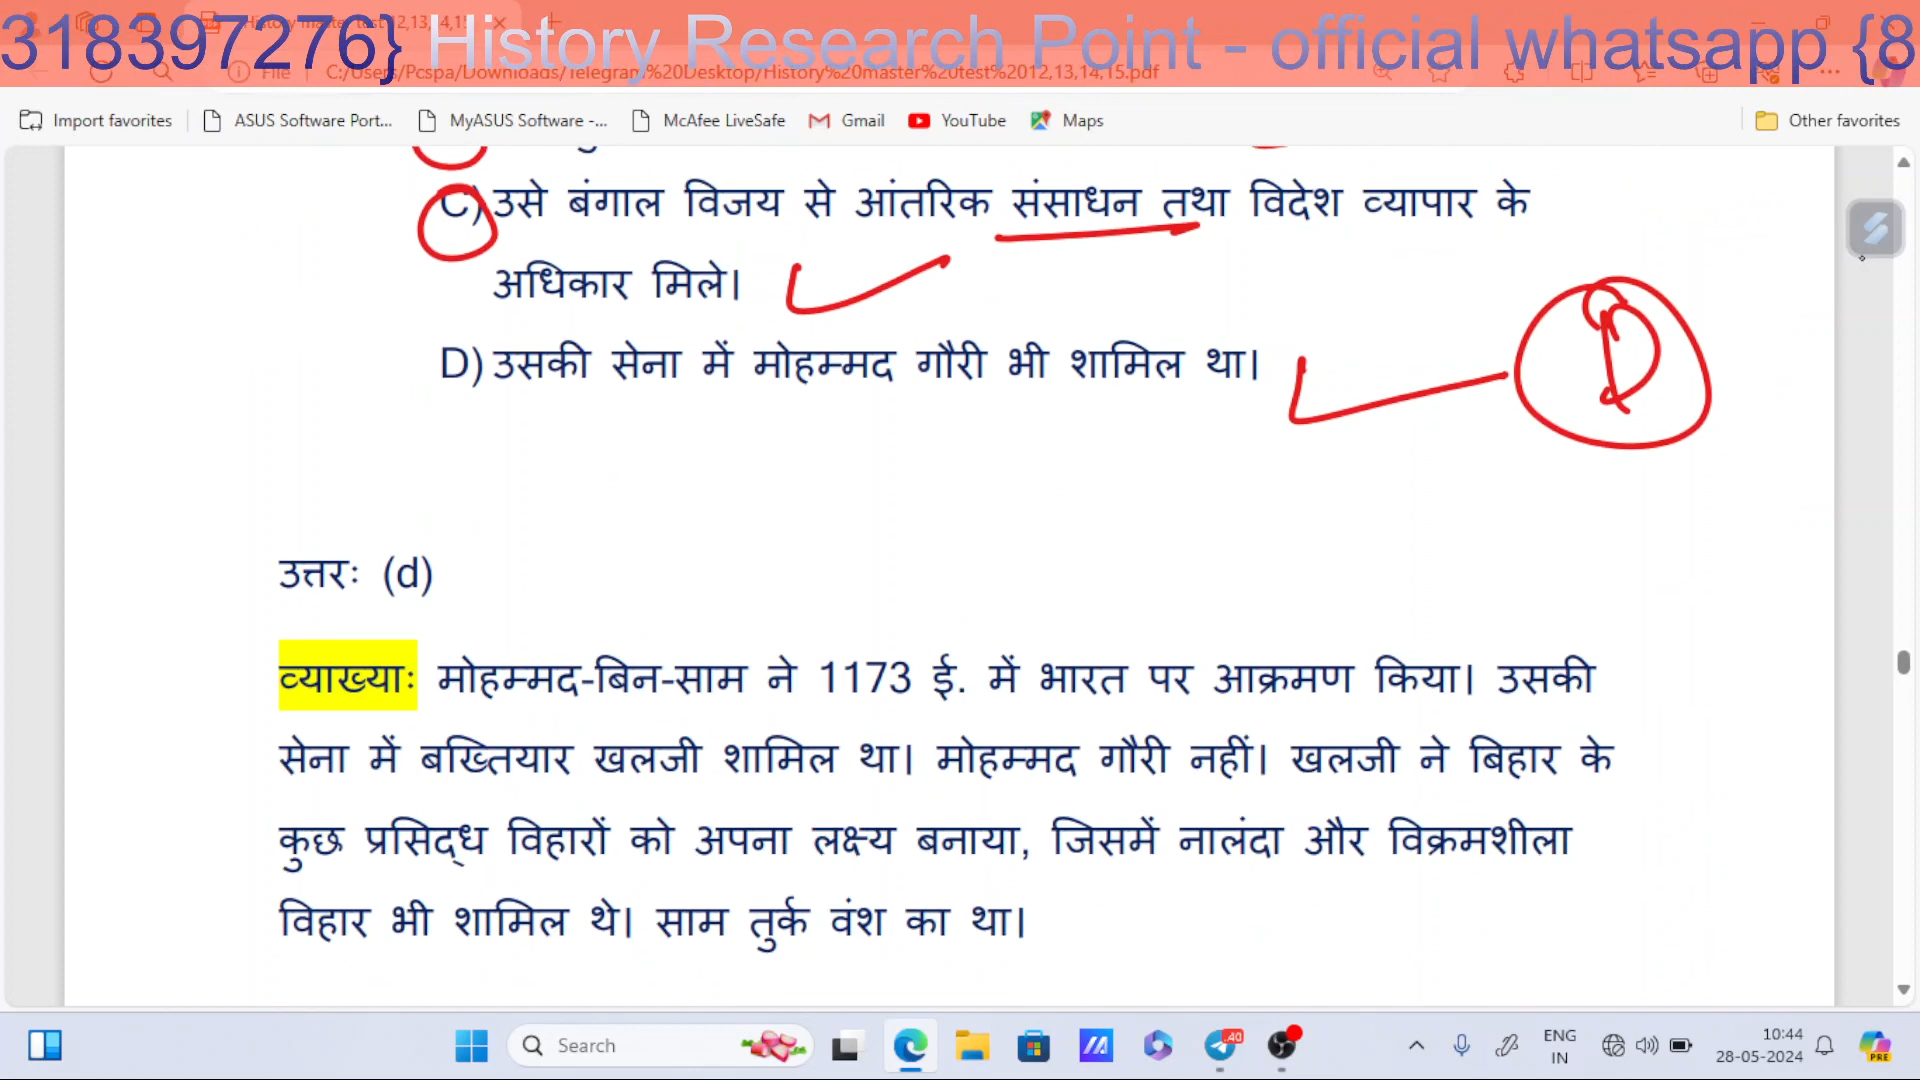 318397276} History Research Point - official whatsapp {8
File C:/Users/Pcspa/Downloads/Telegram%20Desktop/History%20master%20test%2012,13,14,15.pdf
Import favorites ASUS Software Port... MyASUS Software -... McAfee LiveSafe Gmail YouTube Maps Other favorites
C) उसे बंगाल विजय से आंतरिक संसाधन तथा विदेश व्यापार के
अधिकार मिले।
D) उसकी सेना में मोहम्मद गौरी भी शामिल था।
D
उत्तरः (d)
व्याख्याः मोहम्मद-बिन-साम ने 1173 ई. में भारत पर आक्रमण किया। उसकी
सेना में बख्तियार खलजी शामिल था। मोहम्मद गौरी नहीं। खलजी ने बिहार के
कुछ प्रसिद्ध विहारों को अपना लक्ष्य बनाया, जिसमें नालंदा और विक्रमशीला
विहार भी शामिल थे। साम तुर्क वंश का था।
Search 40 ENG 10:44
IN 28-05-2024 PRE